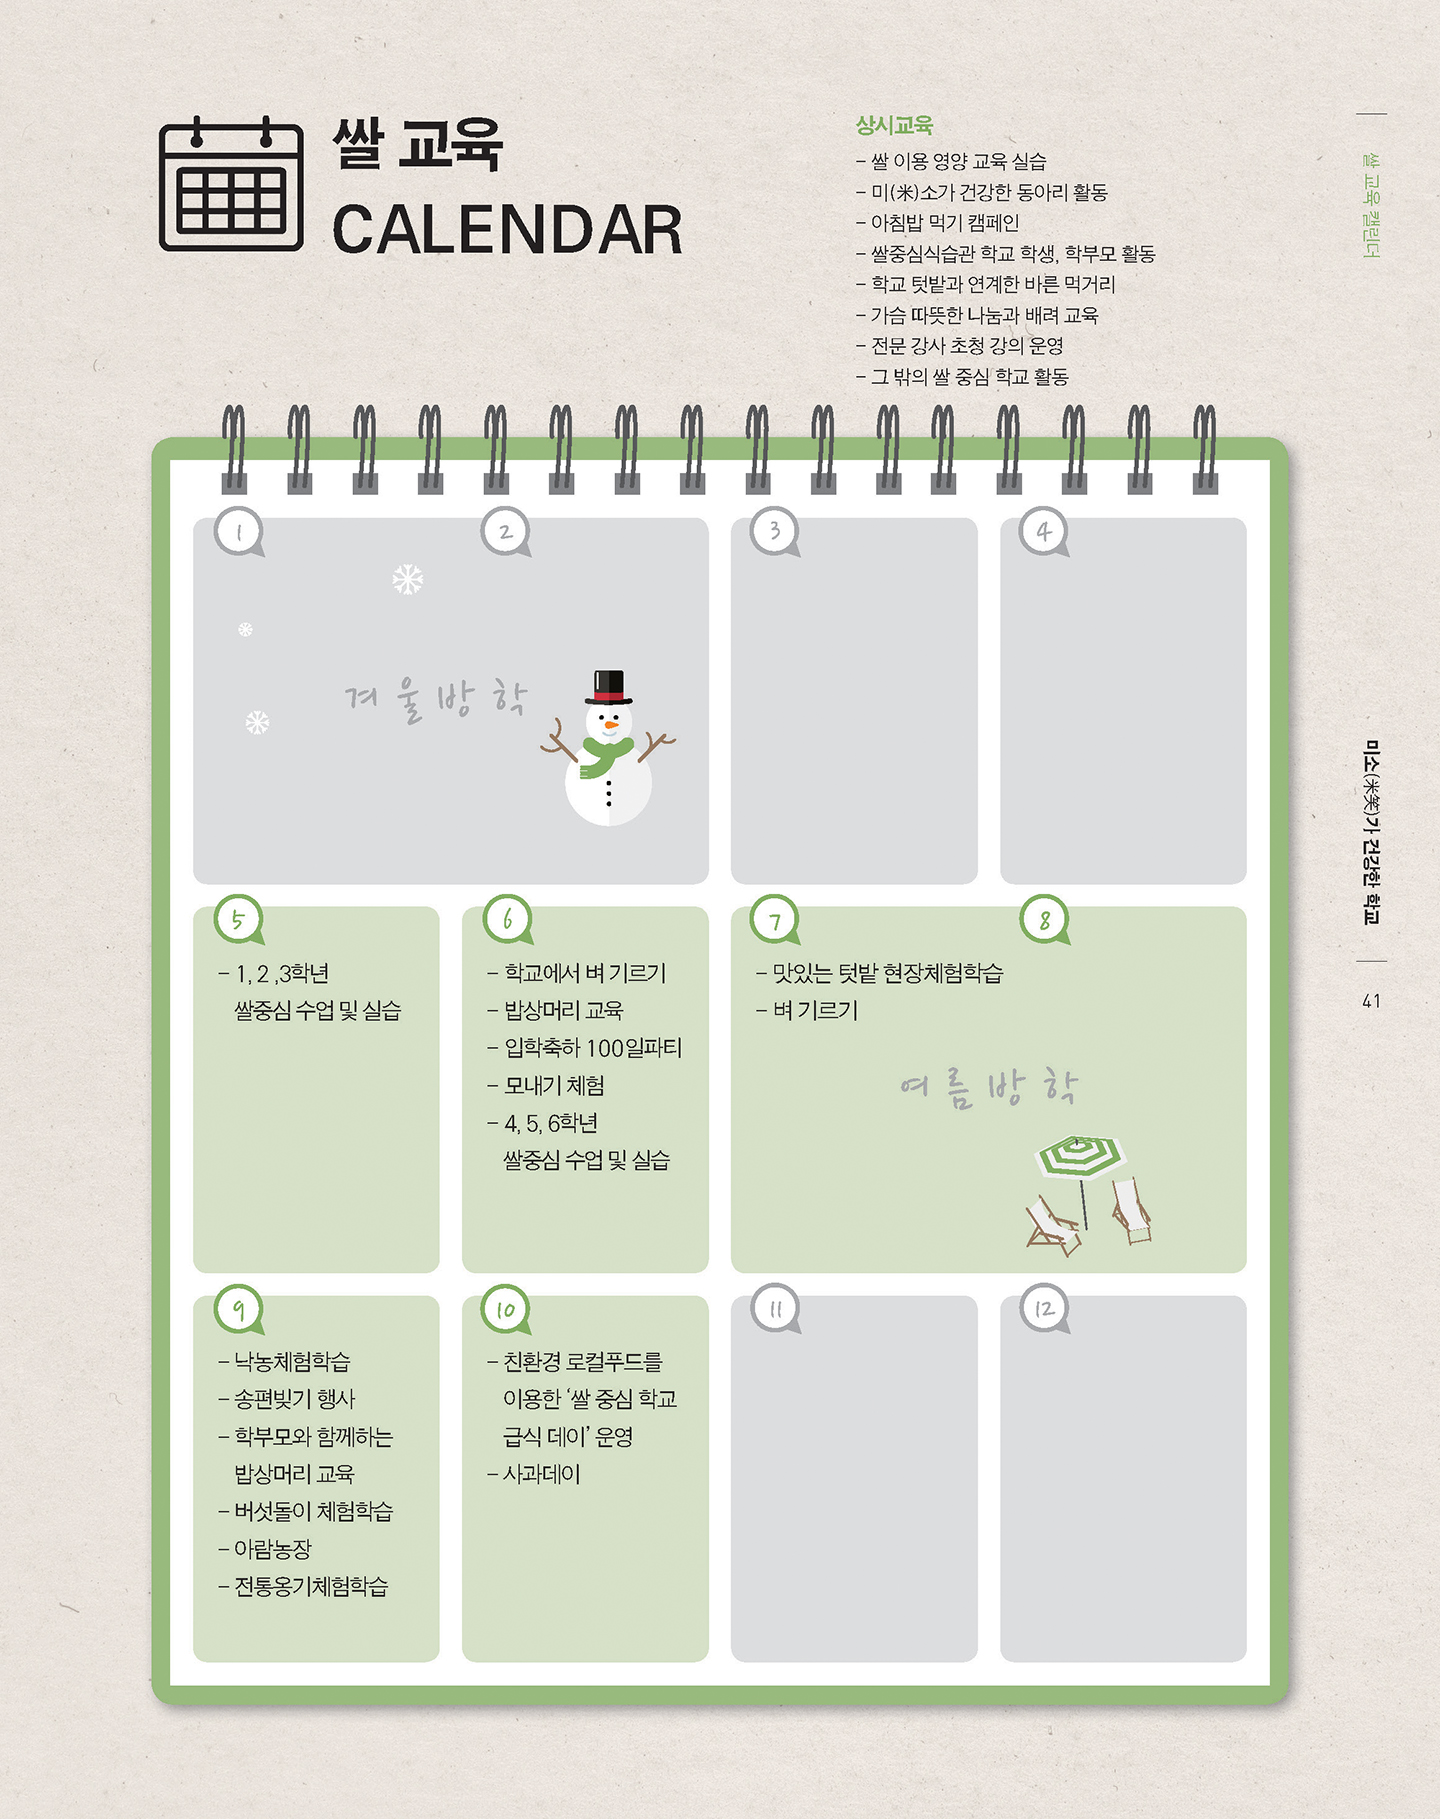 쌀 교육
CALENDAR
상시교육
– 쌀 이용 영양 교육 실습
– 미(米)소가 건강한 동아리 활동
– 아침밥 먹기 캠페인
– 쌀중심식습관 학교 학생, 학부모 활동
– 학교 텃밭과 연계한 바른 먹거리
– 가슴 따뜻한 나눔과 배려 교육
– 전문 강사 초청 강의 운영
– 그 밖의 쌀 중심 학교 활동
쌀 교육 캘린더
미소(米笑)가 건강한 학교
41
1
2
겨울방학
3
4
5
– 1, 2 ,3학년
쌀중심 수업 및 실습
6
– 학교에서 벼 기르기
– 밥상머리 교육
– 입학축하 100일파티
– 모내기 체험
– 4, 5, 6학년
쌀중심 수업 및 실습
7
8
– 맛있는 텃밭 현장체험학습
– 벼 기르기
여름방학
9
– 낙농체험학습
– 송편빚기 행사
– 학부모와 함께하는
밥상머리 교육
– 버섯돌이 체험학습
– 아람농장
– 전통옹기체험학습
10
– 친환경 로컬푸드를
이용한 ‘쌀 중심 학교
급식 데이’ 운영
– 사과데이
11
12